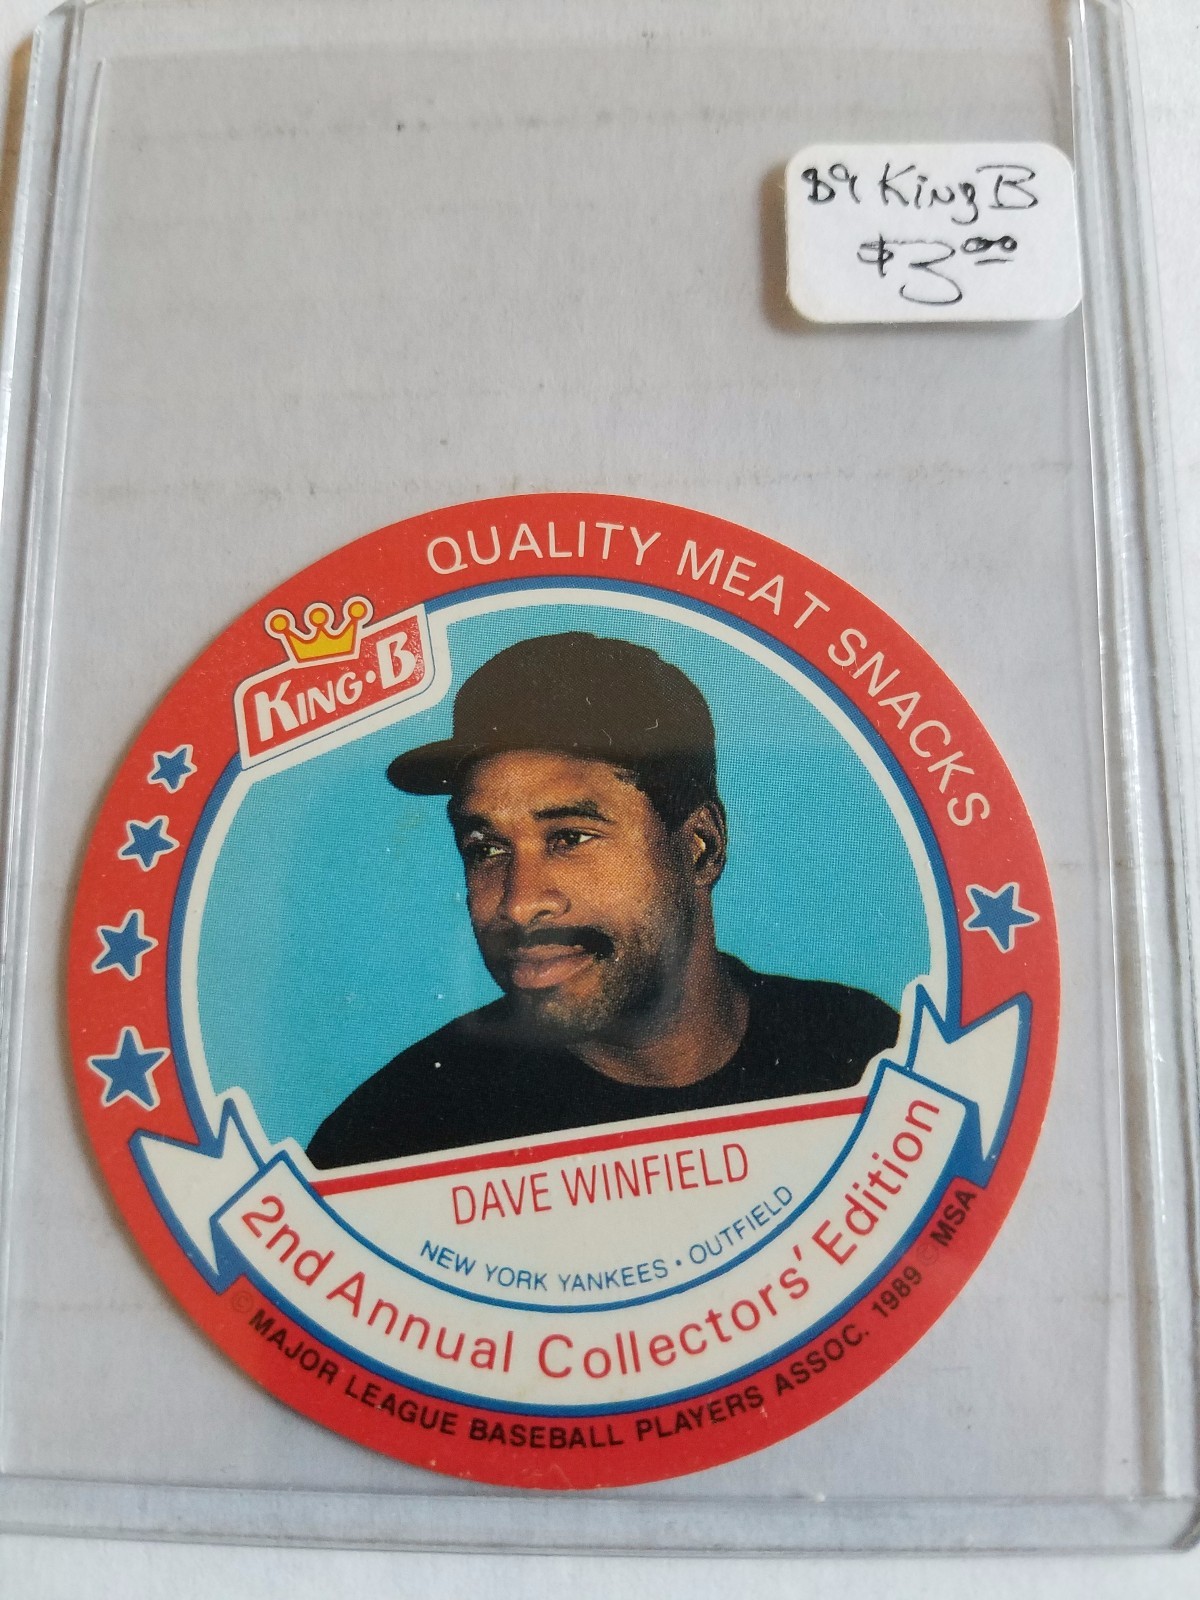 89 King B
$3.00
QUALITY MEAT SNACKS
KING·B
DAVE WINFIELD
NEW YORK YANKEES • OUTFIELD
2nd Annual Collectors' Edition
©MAJOR LEAGUE BASEBALL PLAYERS ASSOC. 1989 ©MSA